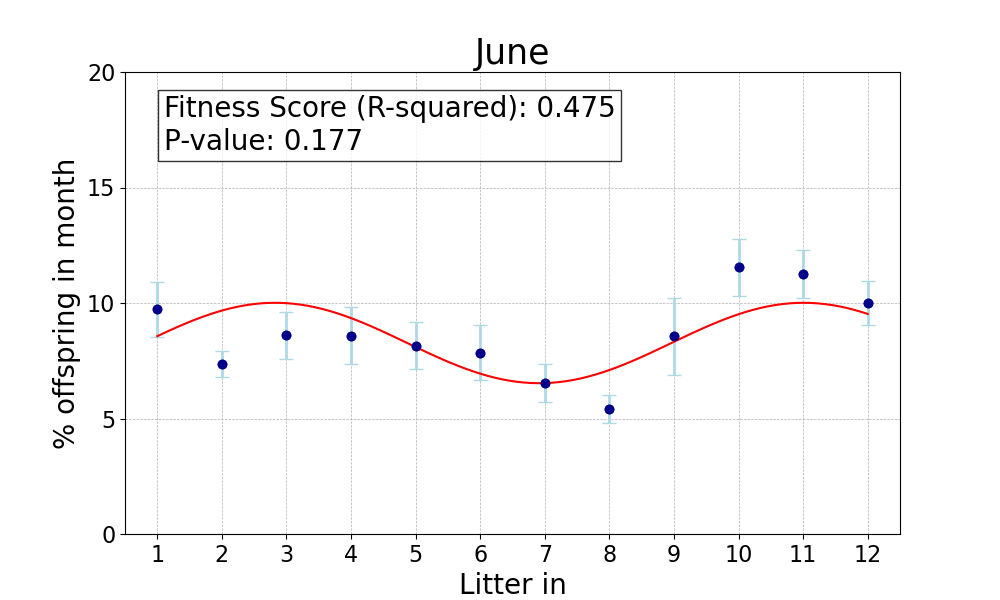 June
Fitness Score (R-squared): 0.475
P-value: 0.177
% offspring in month
20
15
10
5
0
1 2 3 4 5 6 7 8 9 10 11 12
Litter in